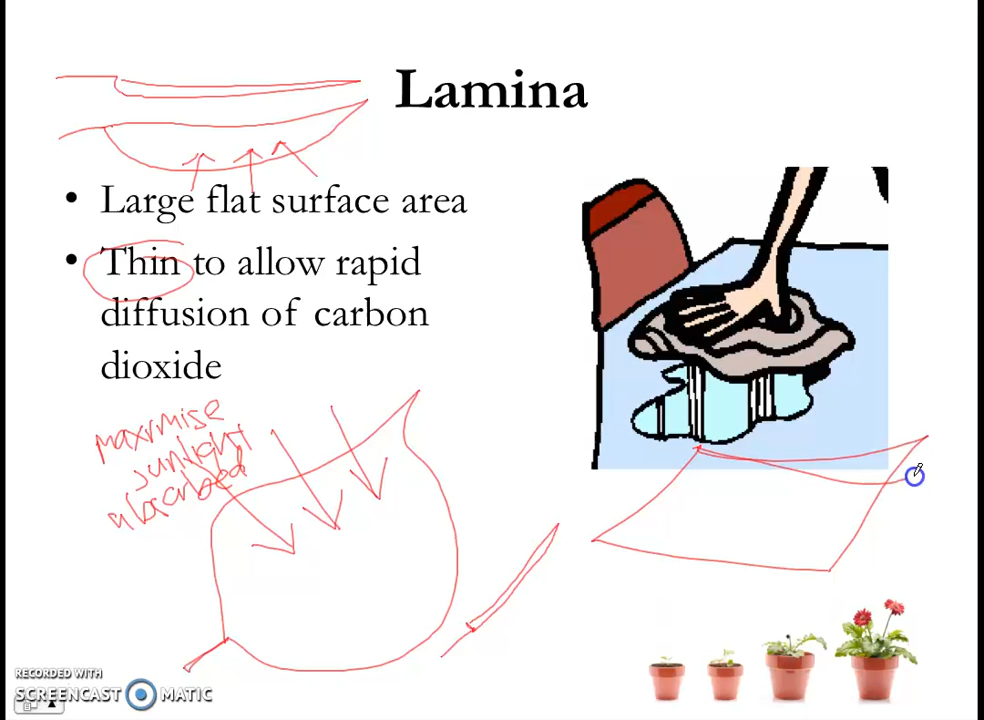 Lamina
• Large flat surface area
• Thin to allow rapid
diffusion of carbon
dioxide
maximise
sunlight
absorbed
RECORDED WITH
SCREENCAST MATIC